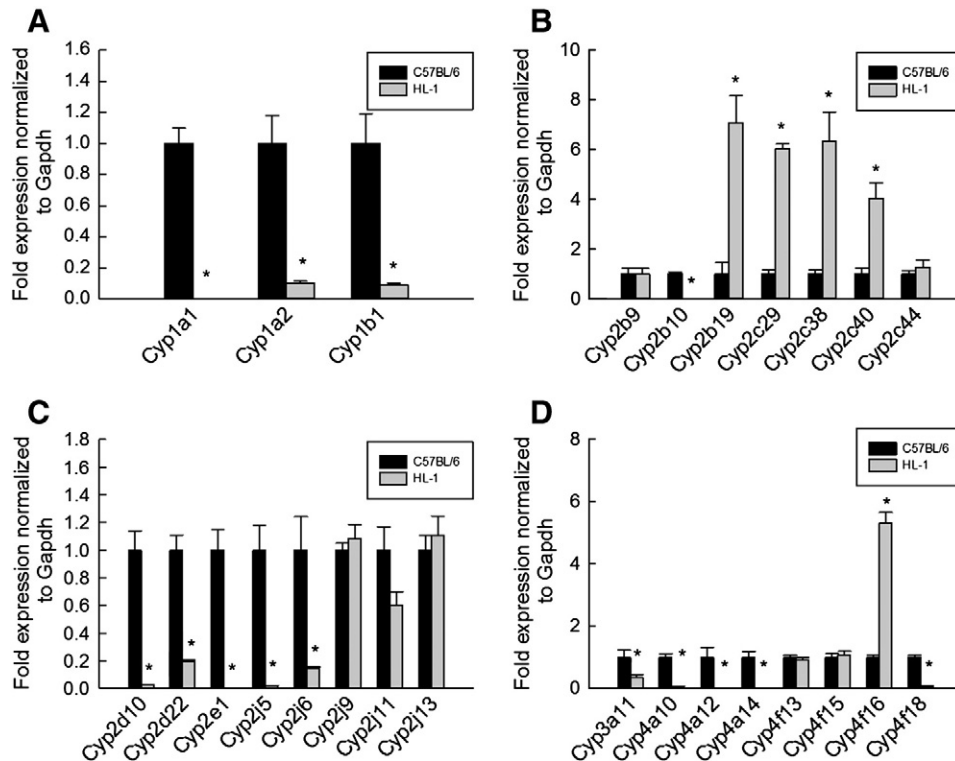 A
Fold expression normalized
to Gapdh
1.6
1.4
1.2
1.0
0.8
0.6
0.4
0.2
0.0
C57BL/6
HL-1
*
*
*
Cyp1a1
Cyp1a2
Cyp1b1
B
Fold expression normalized
to Gapdh
10
8
6
4
2
0
C57BL/6
HL-1
*
*
*
*
*
Cyp2b9
Cyp2b10
Cyp2b19
Cyp2c29
Cyp2c38
Cyp2c40
Cyp2c44
C
Fold expression normalized
to Gapdh
1.8
1.6
1.4
1.2
1.0
0.8
0.6
0.4
0.2
0.0
C57BL/6
HL-1
*
*
*
*
*
Cyp2d10
Cyp2d22
Cyp2e1
Cyp2j5
Cyp2j6
Cyp2j9
Cyp2j11
Cyp2j13
D
Fold expression normalized
to Gapdh
8
6
4
2
0
C57BL/6
HL-1
*
*
*
*
*
*
Cyp3a11
Cyp4a10
Cyp4a12
Cyp4a14
Cyp4f13
Cyp4f15
Cyp4f16
Cyp4f18